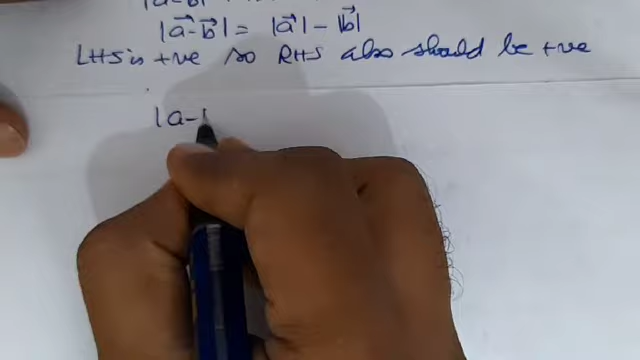 |a⃗-b⃗| = |a⃗| - |b⃗|
LHS is +ve so RHS also should be +ve
|a-